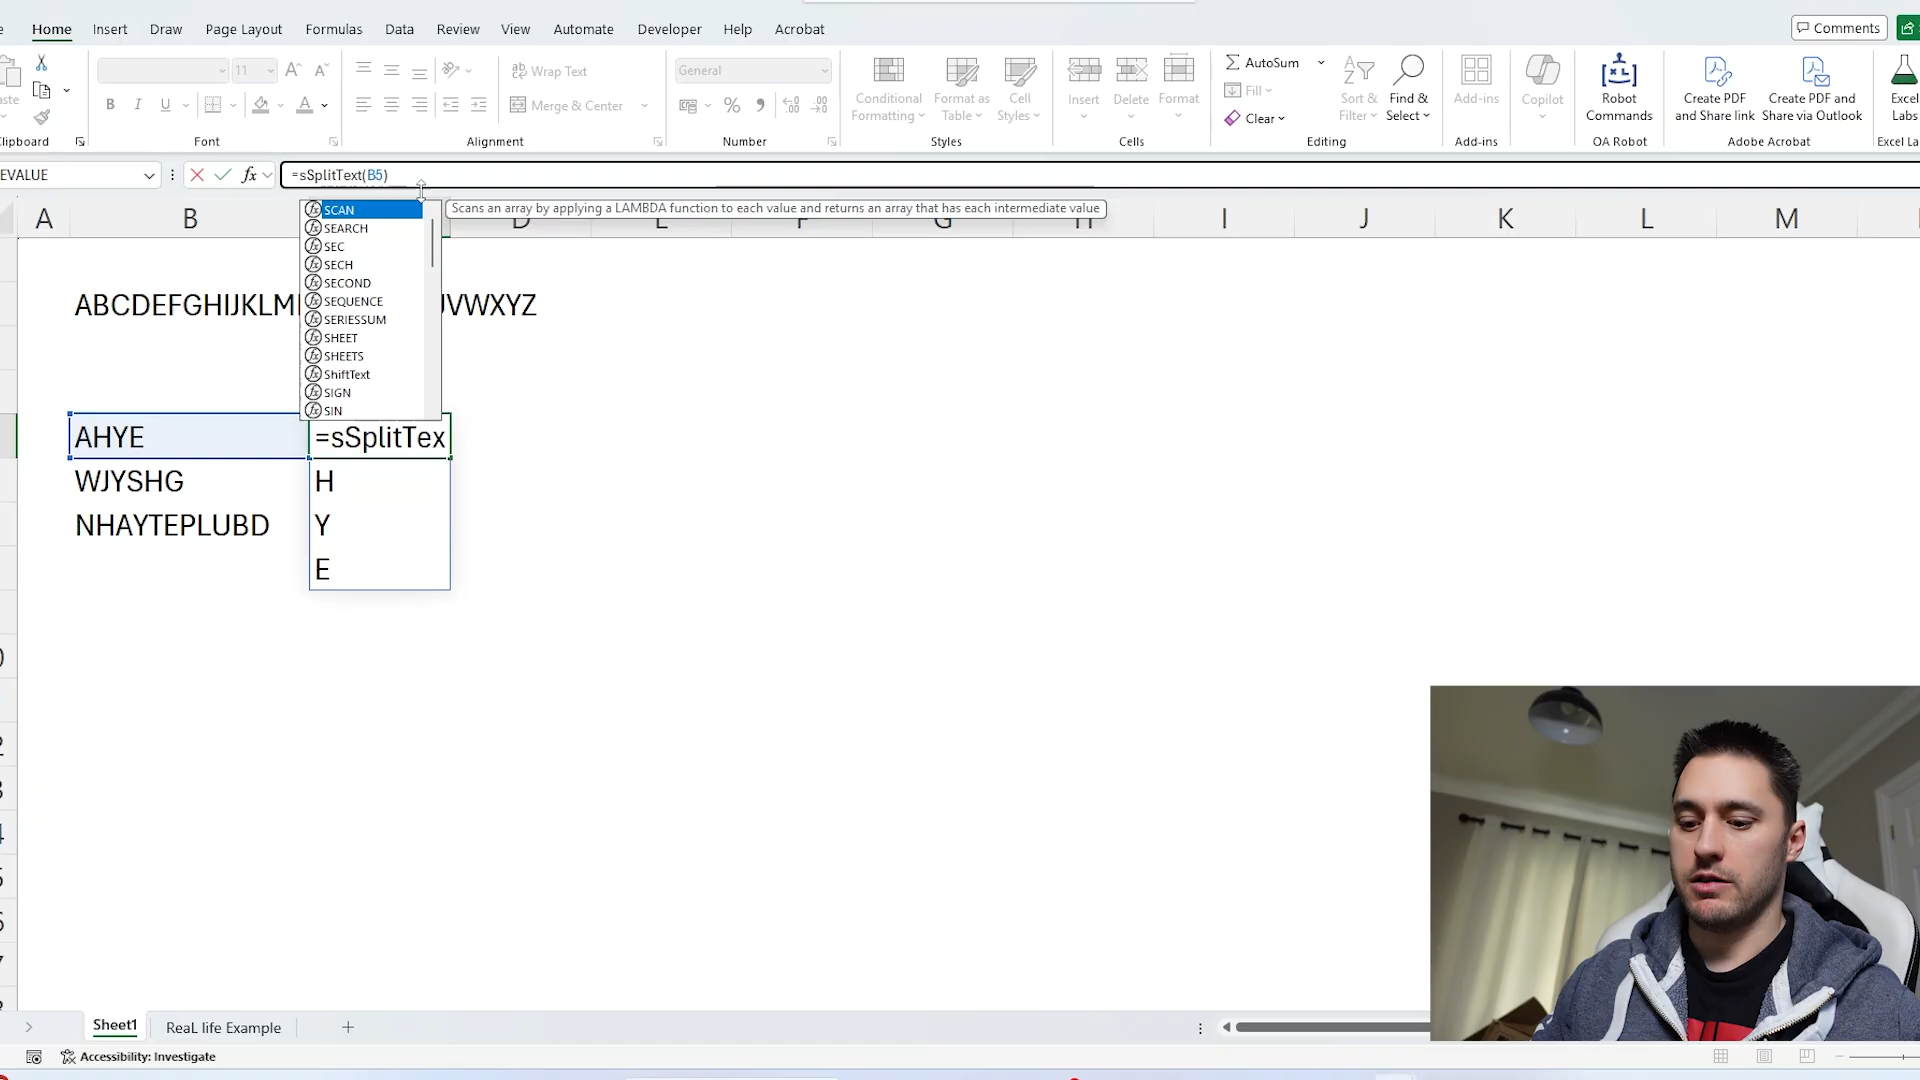 Home Insert Draw Page Layout Formulas Data Review View Automate Developer Help Acrobat Comments
11 Wrap Text General AutoSum
Conditional Formatting Format as Table Cell Styles Insert Delete Format Fill Sort & Filter Find & Select Add-ins Copilot Robot Commands Create PDF and Share link Create PDF and Share via Outlook Excel Labs
B I U A Merge & Center % Clear
lipboard Font Alignment Number Styles Cells Editing Add-ins OA Robot Adobe Acrobat Excel La
EVALUE fx =sSplitText(B5)
SCAN Scans an array by applying a LAMBDA function to each value and returns an array that has each intermediate value
A B I J K L M
SEARCH
SEC
SECH
SECOND
SEQUENCE
SERIESSUM
SHEET
SHEETS
ShiftText
SIGN
SIN
ABCDEFGHIJKLM VWXYZ
AHYE =sSplitTex
WJYSHG H
NHAYTEPLUBD Y
E
Sheet1 ReaL life Example +
Accessibility: Investigate